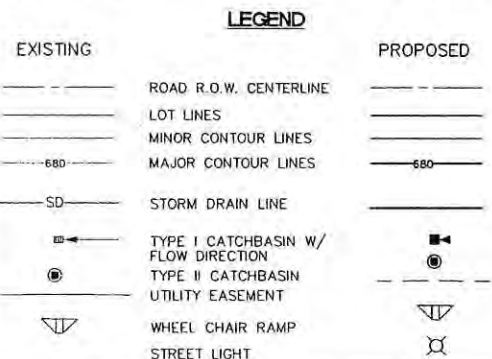 LEGEND
EXISTING PROPOSED
ROAD R.O.W. CENTERLINE
LOT LINES
MINOR CONTOUR LINES
680 MAJOR CONTOUR LINES 680
SD STORM DRAIN LINE
TYPE I CATCHBASIN W/
FLOW DIRECTION
TYPE II CATCHBASIN
UTILITY EASEMENT
WHEEL CHAIR RAMP
STREET LIGHT